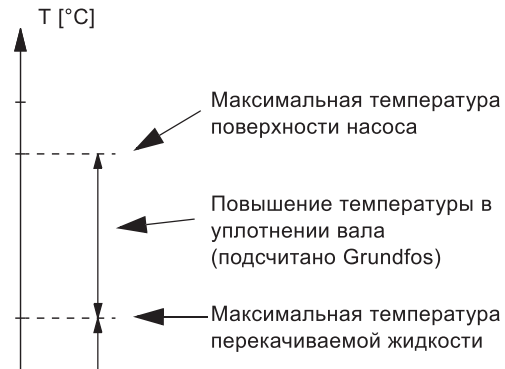 T [°C]
Максимальная температура
поверхности насоса
Повышение температуры в
уплотнении вала
(подсчитано Grundfos)
Максимальная температура
перекачиваемой жидкости